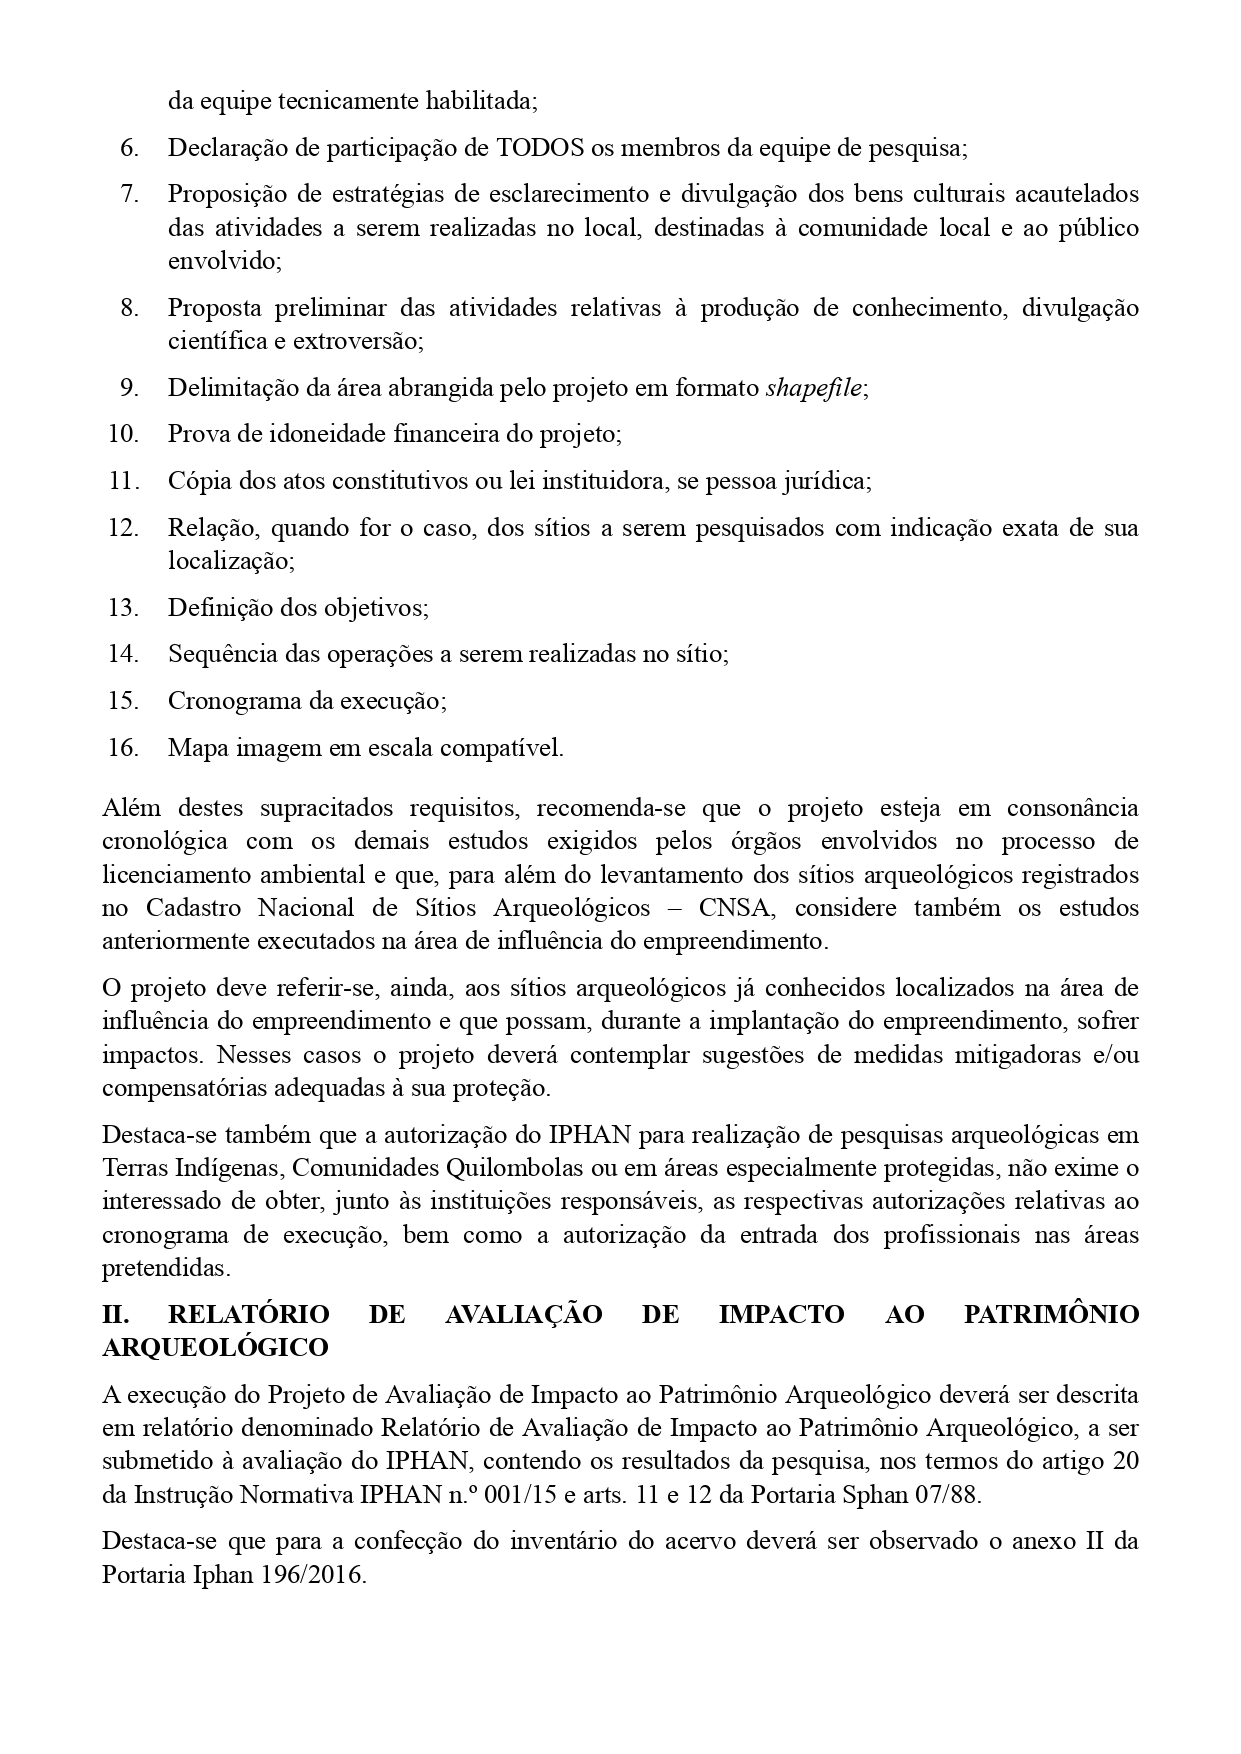 da equipe tecnicamente habilitada;
6. Declaração de participação de TODOS os membros da equipe de pesquisa;
7. Proposição de estratégias de esclarecimento e divulgação dos bens culturais acautelados
das atividades a serem realizadas no local, destinadas à comunidade local e ao público
envolvido;
8. Proposta preliminar das atividades relativas à produção de conhecimento, divulgação
científica e extroversão;
9. Delimitação da área abrangida pelo projeto em formato shapefile;
10. Prova de idoneidade financeira do projeto;
11. Cópia dos atos constitutivos ou lei instituidora, se pessoa jurídica;
12. Relação, quando for o caso, dos sítios a serem pesquisados com indicação exata de sua
localização;
13. Definição dos objetivos;
14. Sequência das operações a serem realizadas no sítio;
15. Cronograma da execução;
16. Mapa imagem em escala compatível.
Além destes supracitados requisitos, recomenda-se que o projeto esteja em consonância
cronológica com os demais estudos exigidos pelos órgãos envolvidos no processo de
licenciamento ambiental e que, para além do levantamento dos sítios arqueológicos registrados
no Cadastro Nacional de Sítios Arqueológicos – CNSA, considere também os estudos
anteriormente executados na área de influência do empreendimento.
O projeto deve referir-se, ainda, aos sítios arqueológicos já conhecidos localizados na área de
influência do empreendimento e que possam, durante a implantação do empreendimento, sofrer
impactos. Nesses casos o projeto deverá contemplar sugestões de medidas mitigadoras e/ou
compensatórias adequadas à sua proteção.
Destaca-se também que a autorização do IPHAN para realização de pesquisas arqueológicas em
Terras Indígenas, Comunidades Quilombolas ou em áreas especialmente protegidas, não exime o
interessado de obter, junto às instituições responsáveis, as respectivas autorizações relativas ao
cronograma de execução, bem como a autorização da entrada dos profissionais nas áreas
pretendidas.
II. RELATÓRIO DE AVALIAÇÃO DE IMPACTO AO PATRIMÔNIO
ARQUEOLÓGICO
A execução do Projeto de Avaliação de Impacto ao Patrimônio Arqueológico deverá ser descrita
em relatório denominado Relatório de Avaliação de Impacto ao Patrimônio Arqueológico, a ser
submetido à avaliação do IPHAN, contendo os resultados da pesquisa, nos termos do artigo 20
da Instrução Normativa IPHAN n.º 001/15 e arts. 11 e 12 da Portaria Sphan 07/88.
Destaca-se que para a confecção do inventário do acervo deverá ser observado o anexo II da
Portaria Iphan 196/2016.